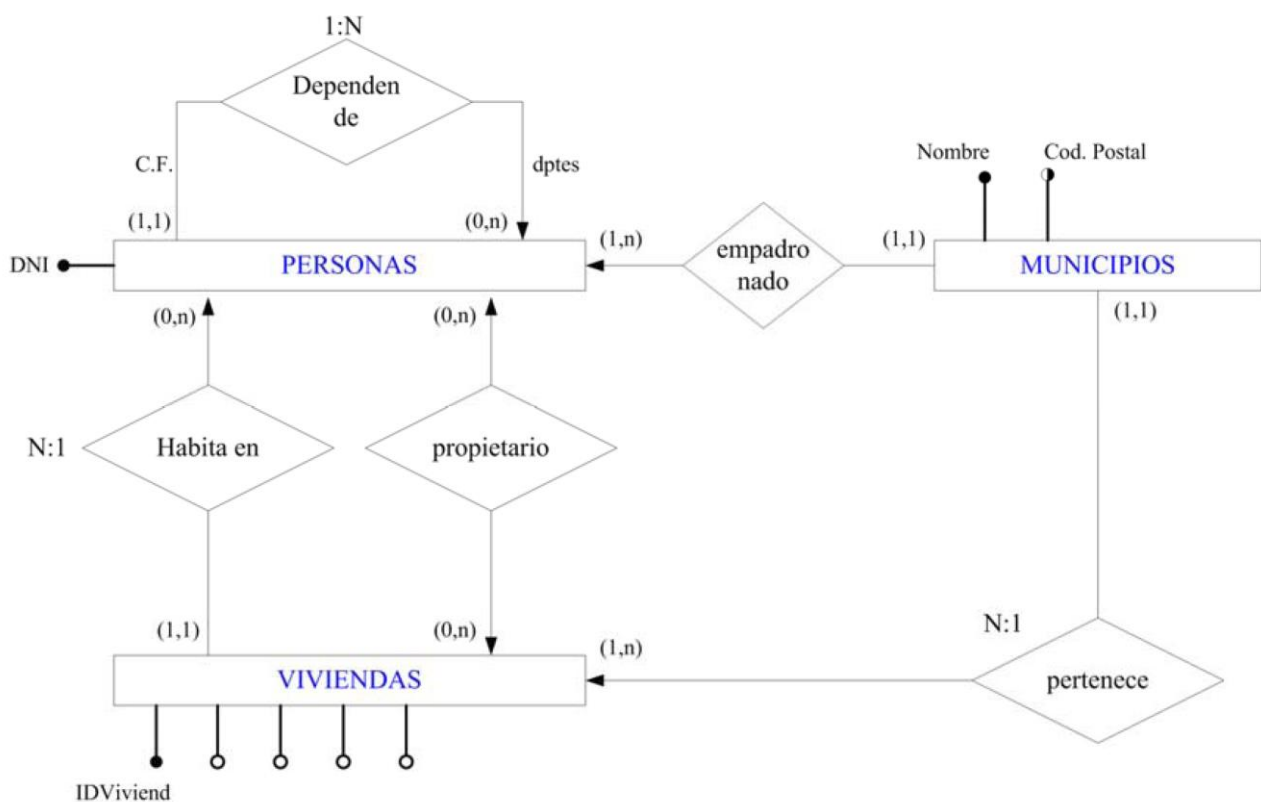 1:N
Dependen
de
C.F.
dptes
Nombre
Cod. Postal
(1,1)
(0,n)
(1,n)
empadro
nado
(1,1)
DNI
PERSONAS
MUNICIPIOS
(0,n)
(0,n)
(1,1)
N:1
Habita en
propietario
(1,1)
(0,n)
(1,n)
N:1
VIVIENDAS
pertenece
IDViviend